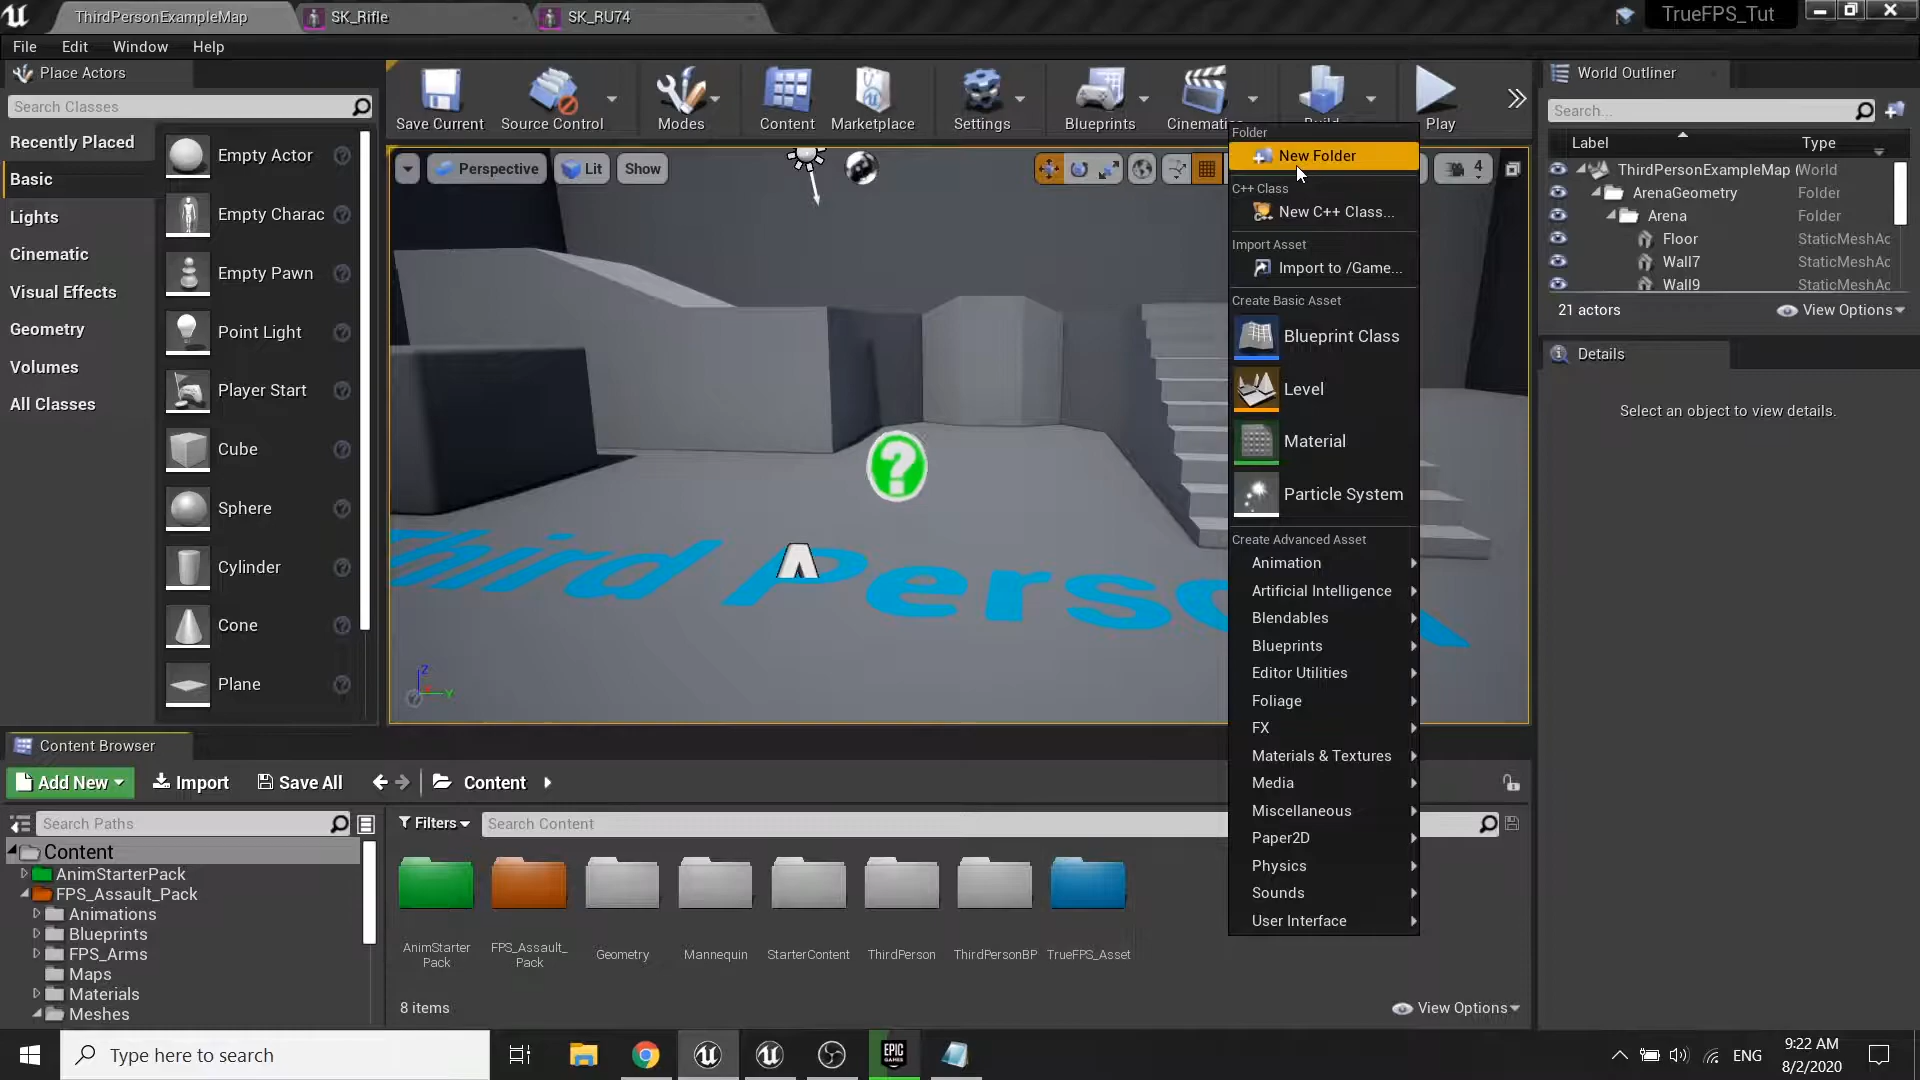 ThirdPersonExampleMap
SK_Rifle
SK_RU74
TrueFPS_Tut
File
Edit
Window
Help
Place Actors
Search Classes
Recently Placed
Basic
Lights
Cinematic
Visual Effects
Geometry
Volumes
All Classes
Empty Actor
Empty Charac
Empty Pawn
Point Light
Player Start
Cube
Sphere
Cylinder
Cone
Plane
Save Current
Source Control
Modes
Content
Marketplace
Settings
Blueprints
Cinemati
Build
Play
Perspective
Lit
Show
4
Third Person
Z
Y
Folder
New Folder
C++ Class
New C++ Class...
Import Asset
Import to /Game...
Create Basic Asset
Blueprint Class
Level
Material
Particle System
Create Advanced Asset
Animation
Artificial Intelligence
Blendables
Blueprints
Editor Utilities
Foliage
FX
Materials & Textures
Media
Miscellaneous
Paper2D
Physics
Sounds
User Interface
World Outliner
Search...
Label
Type
ThirdPersonExampleMap (World
ArenaGeometry Folder
Arena Folder
Floor StaticMeshAc
Wall7 StaticMeshAc
Wall9 StaticMeshAc
21 actors
View Options
Details
Select an object to view details.
Content Browser
Add New
Import
Save All
Content
Search Paths
Filters
Search Content
Content
AnimStarterPack
FPS_Assault_Pack
Animations
Blueprints
FPS_Arms
Maps
Materials
Meshes
AnimStarter
Pack
FPS_Assault_
Pack
Geometry
Mannequin
StarterContent
ThirdPerson
ThirdPersonBP
TrueFPS_Asset
8 items
View Options
Type here to search
EPIC
GAMES
ENG
9:22 AM
8/2/2020